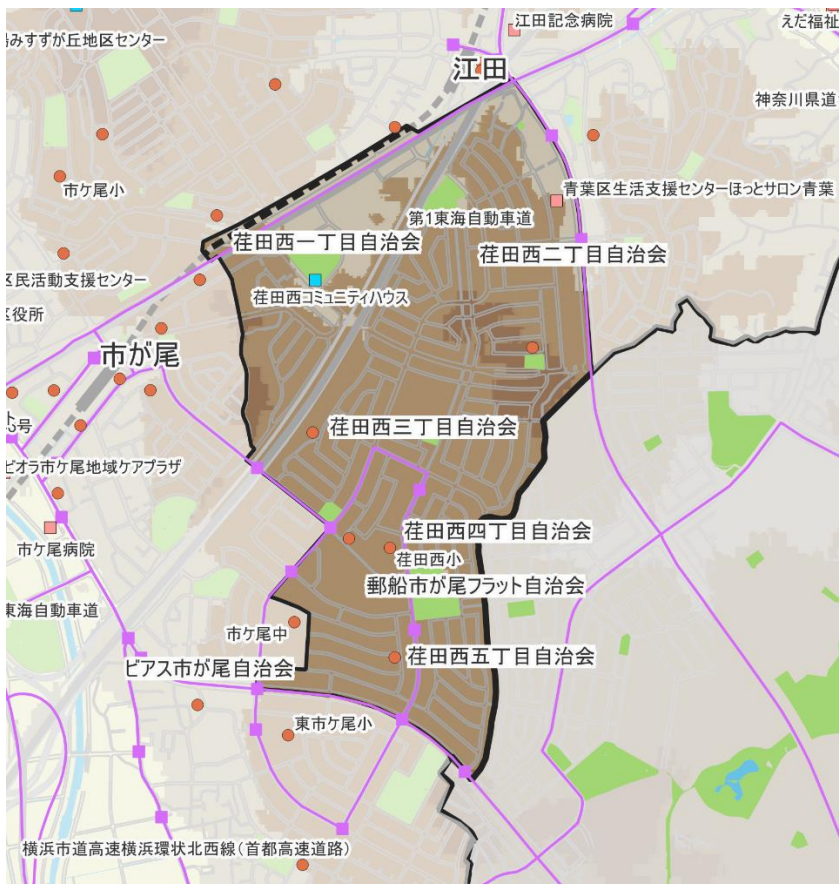 江田記念病院
えだ福祉
場みすずが丘地区センター
江田
神奈川県道
市ケ尾小
青葉区生活支援センターほっとサロン青葉
第1東海自動車道
荏田西一丁目自治会
荏田西二丁目自治会
区民活動支援センター
荏田西コミュニティハウス
区役所
市が尾
荏田西三丁目自治会
ビオラ市ケ尾地域ケアプラザ
市ケ尾病院
荏田西四丁目自治会
荏田西小
郵船市が尾フラット自治会
東海自動車道
市ケ尾中
荏田西五丁目自治会
ビアス市が尾自治会
東市ケ尾小
横浜市道高速横浜環状北西線(首都高速道路)